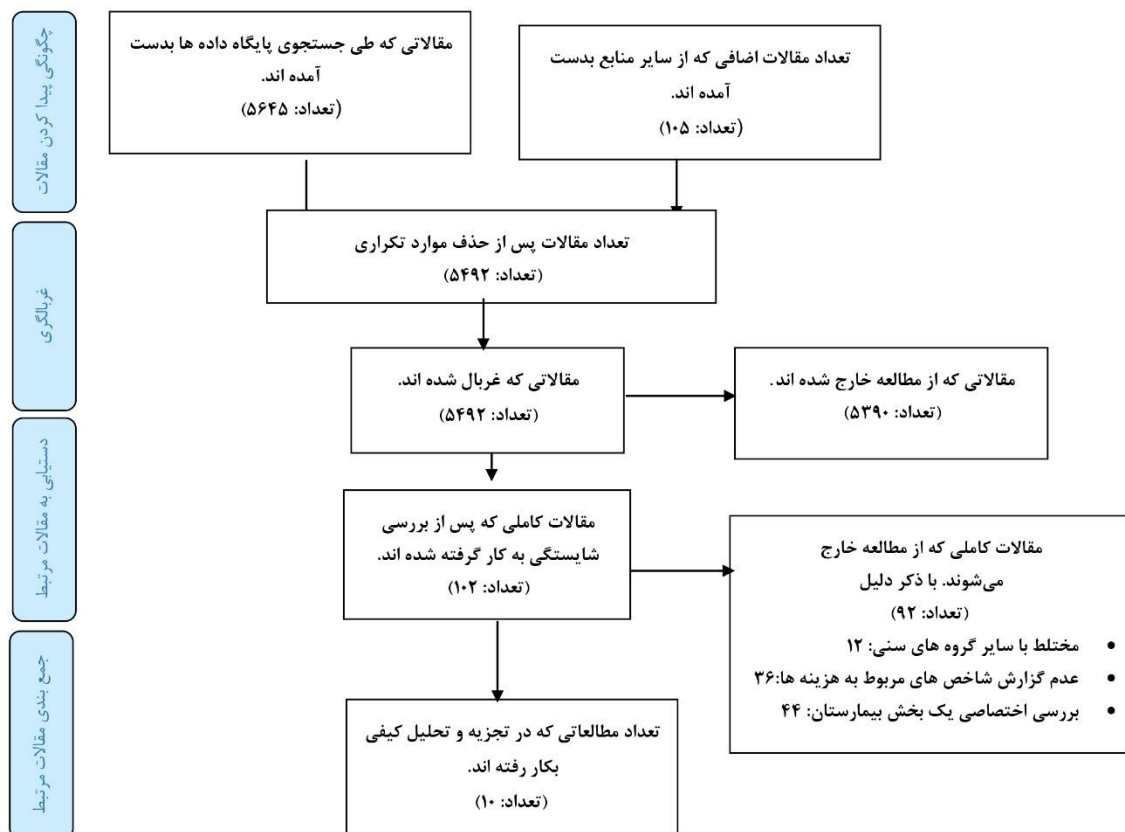 چگونگی پیدا کردن مقالات
مقالاتی که طی جستجوی پایگاه داده ها بدست
آمده اند.
(تعداد: ۵۶۴۵)
تعداد مقالات اضافی که از سایر منابع بدست
آمده اند.
(تعداد: ۱۰۵)
غربالگری
تعداد مقالات پس از حذف موارد تکراری
(تعداد: ۵۴۹۲)
مقالاتی که غربال شده اند.
(تعداد: ۵۴۹۲)
مقالاتی که از مطالعه خارج شده اند.
(تعداد: ۵۳۹۰)
دستیابی به مقالات مرتبط
مقالات کاملی که پس از بررسی
شایستگی به کار گرفته شده اند.
(تعداد: ۱۰۲)
مقالات کاملی که از مطالعه خارج
می‌شوند. با ذکر دلیل
(تعداد: ۹۲)
• مختلط با سایر گروه های سنی: ۱۲
• عدم گزارش شاخص های مربوط به هزینه ها:۳۶
• بررسی اختصاصی یک بخش بیمارستان: ۴۴
جمع بندی مقالات مرتبط
تعداد مطالعاتی که در تجزیه و تحلیل کیفی
بکار رفته اند.
(تعداد: ۱۰)